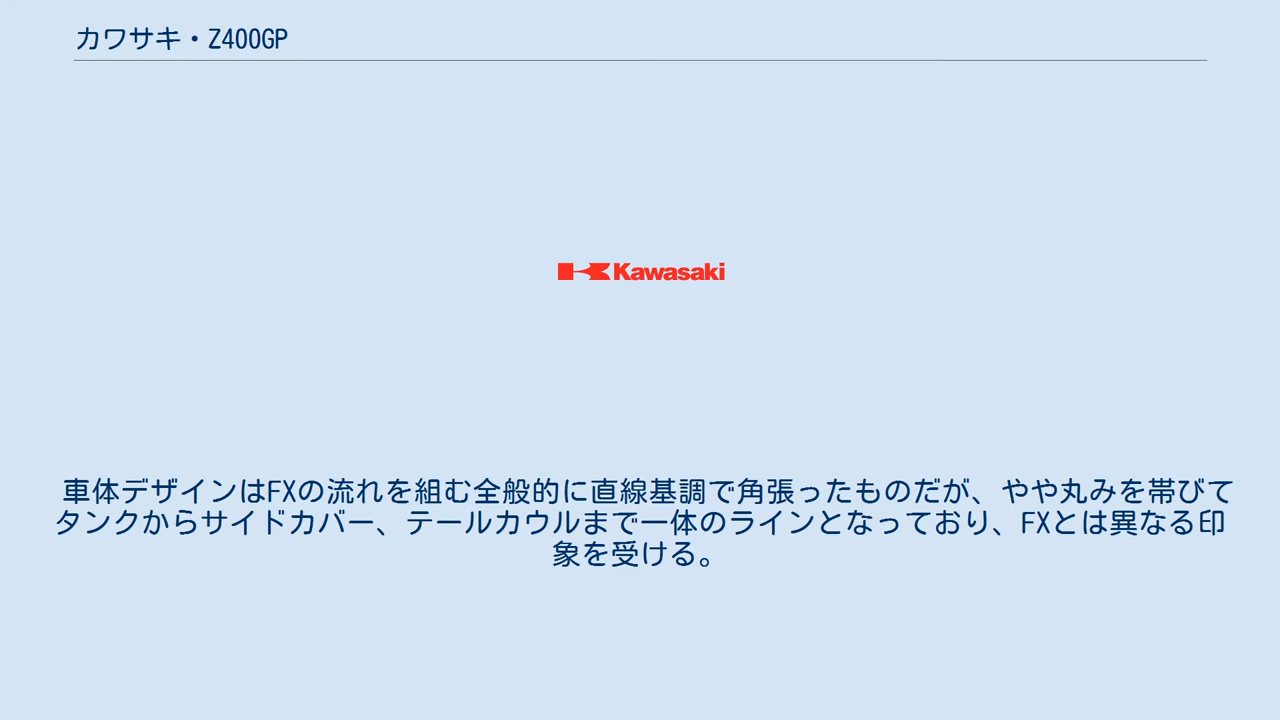 カワサキ・Z400GP
Kawasaki
車体デザインはFXの流れを組む全般的に直線基調で角張ったものだが、やや丸みを帯びて
タンクからサイドカバー、テールカウルまで一体のラインとなっており、FXとは異なる印
象を受ける。